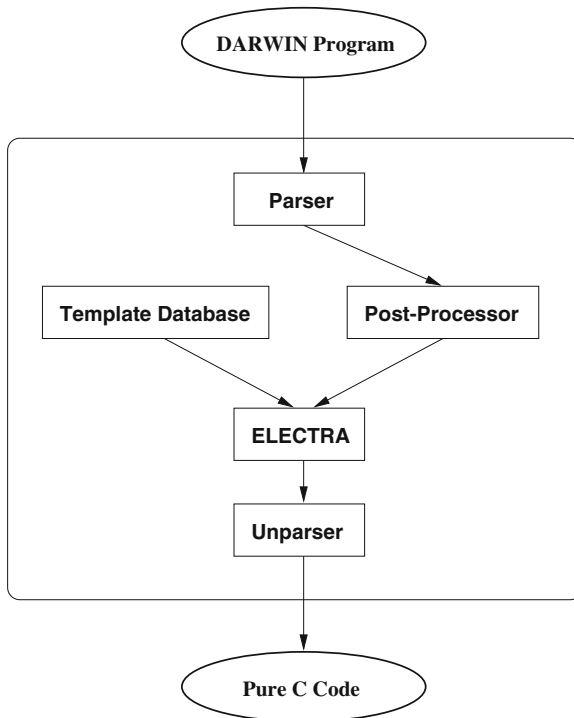 DARWIN Program
Parser
Template Database
Post-Processor
ELECTRA
Unparser
Pure C Code